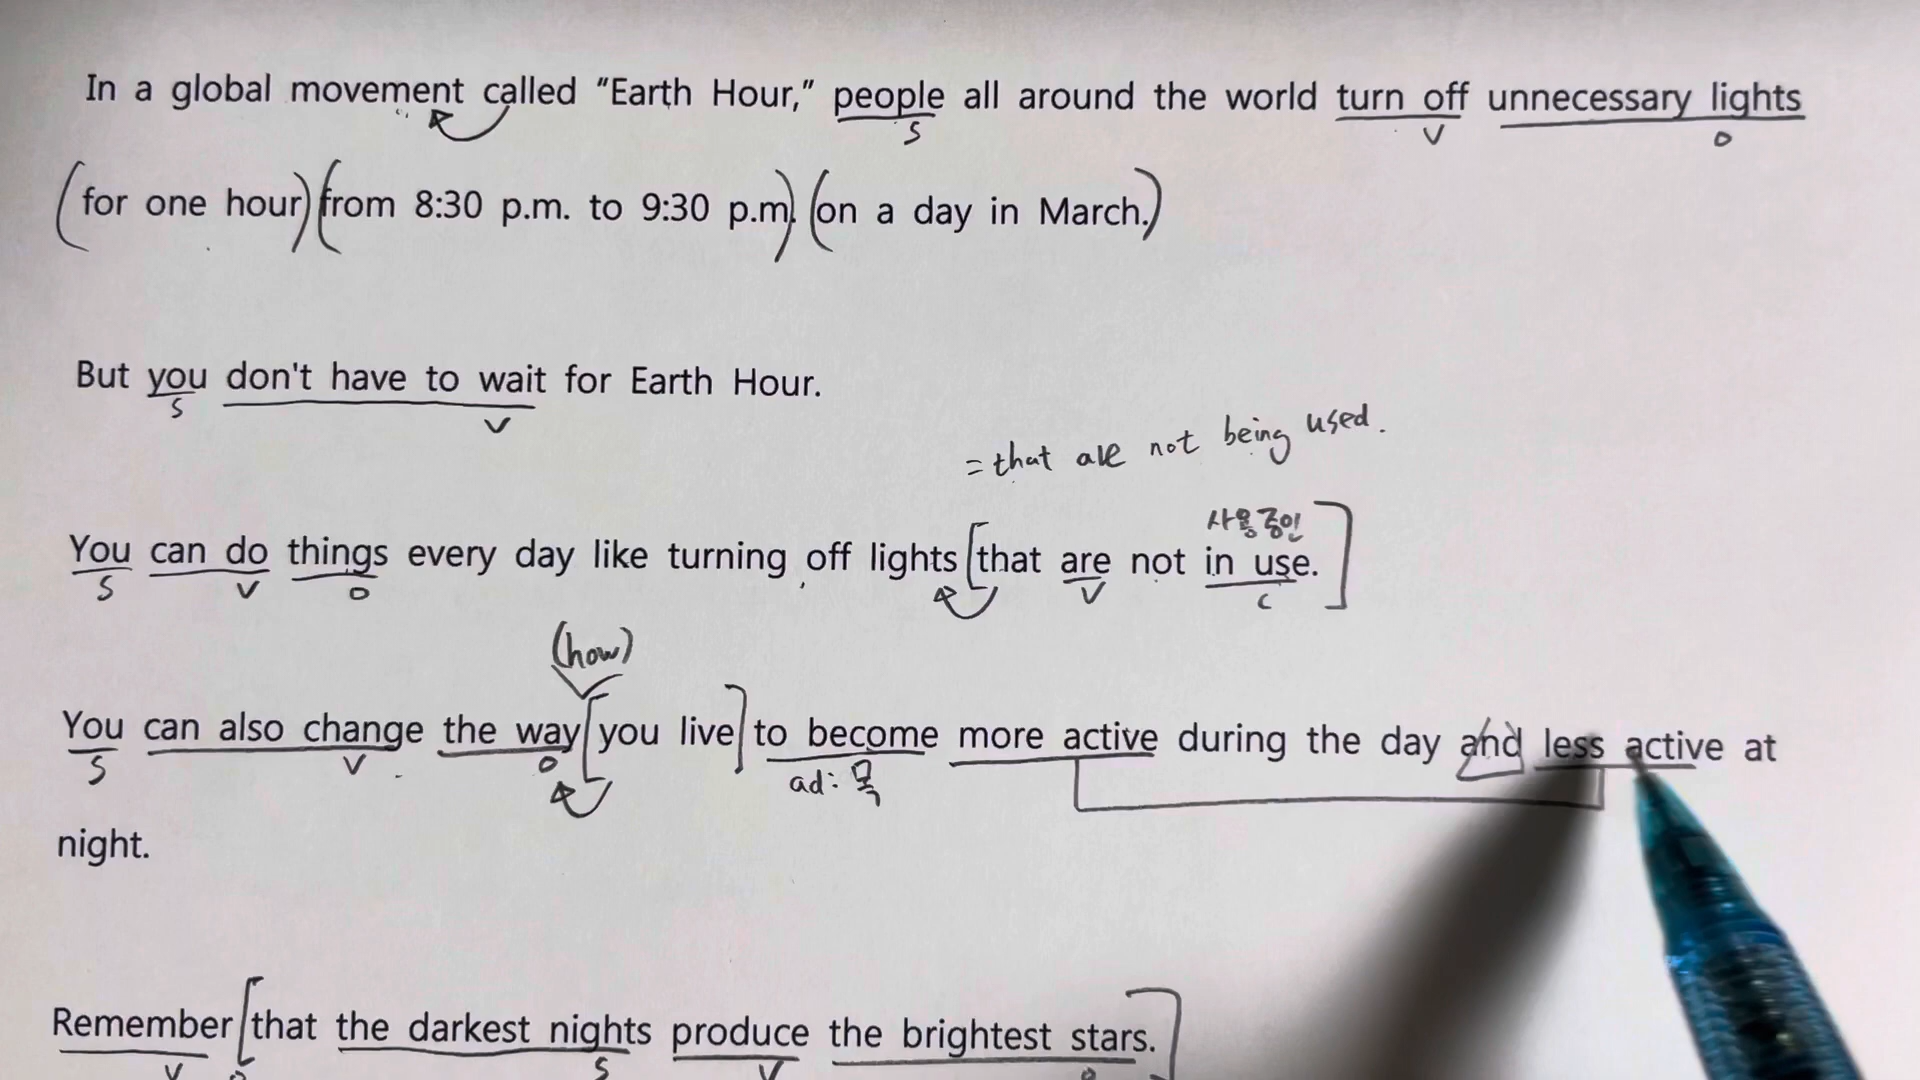 In a global movement called “Earth Hour,” people all around the world turn off unnecessary lights
S V O
(for one hour) (from 8:30 p.m. to 9:30 p.m.) (on a day in March.)
But you don't have to wait for Earth Hour.
S V
= that are not being used.
사용중인
You can do things every day like turning off lights [that are not in use.]
S V O V C
(how)
You can also change the way [you live] to become more active during the day and less active at
S V O ad: 목
night.
Remember [that the darkest nights produce the brightest stars.]
V O S V O